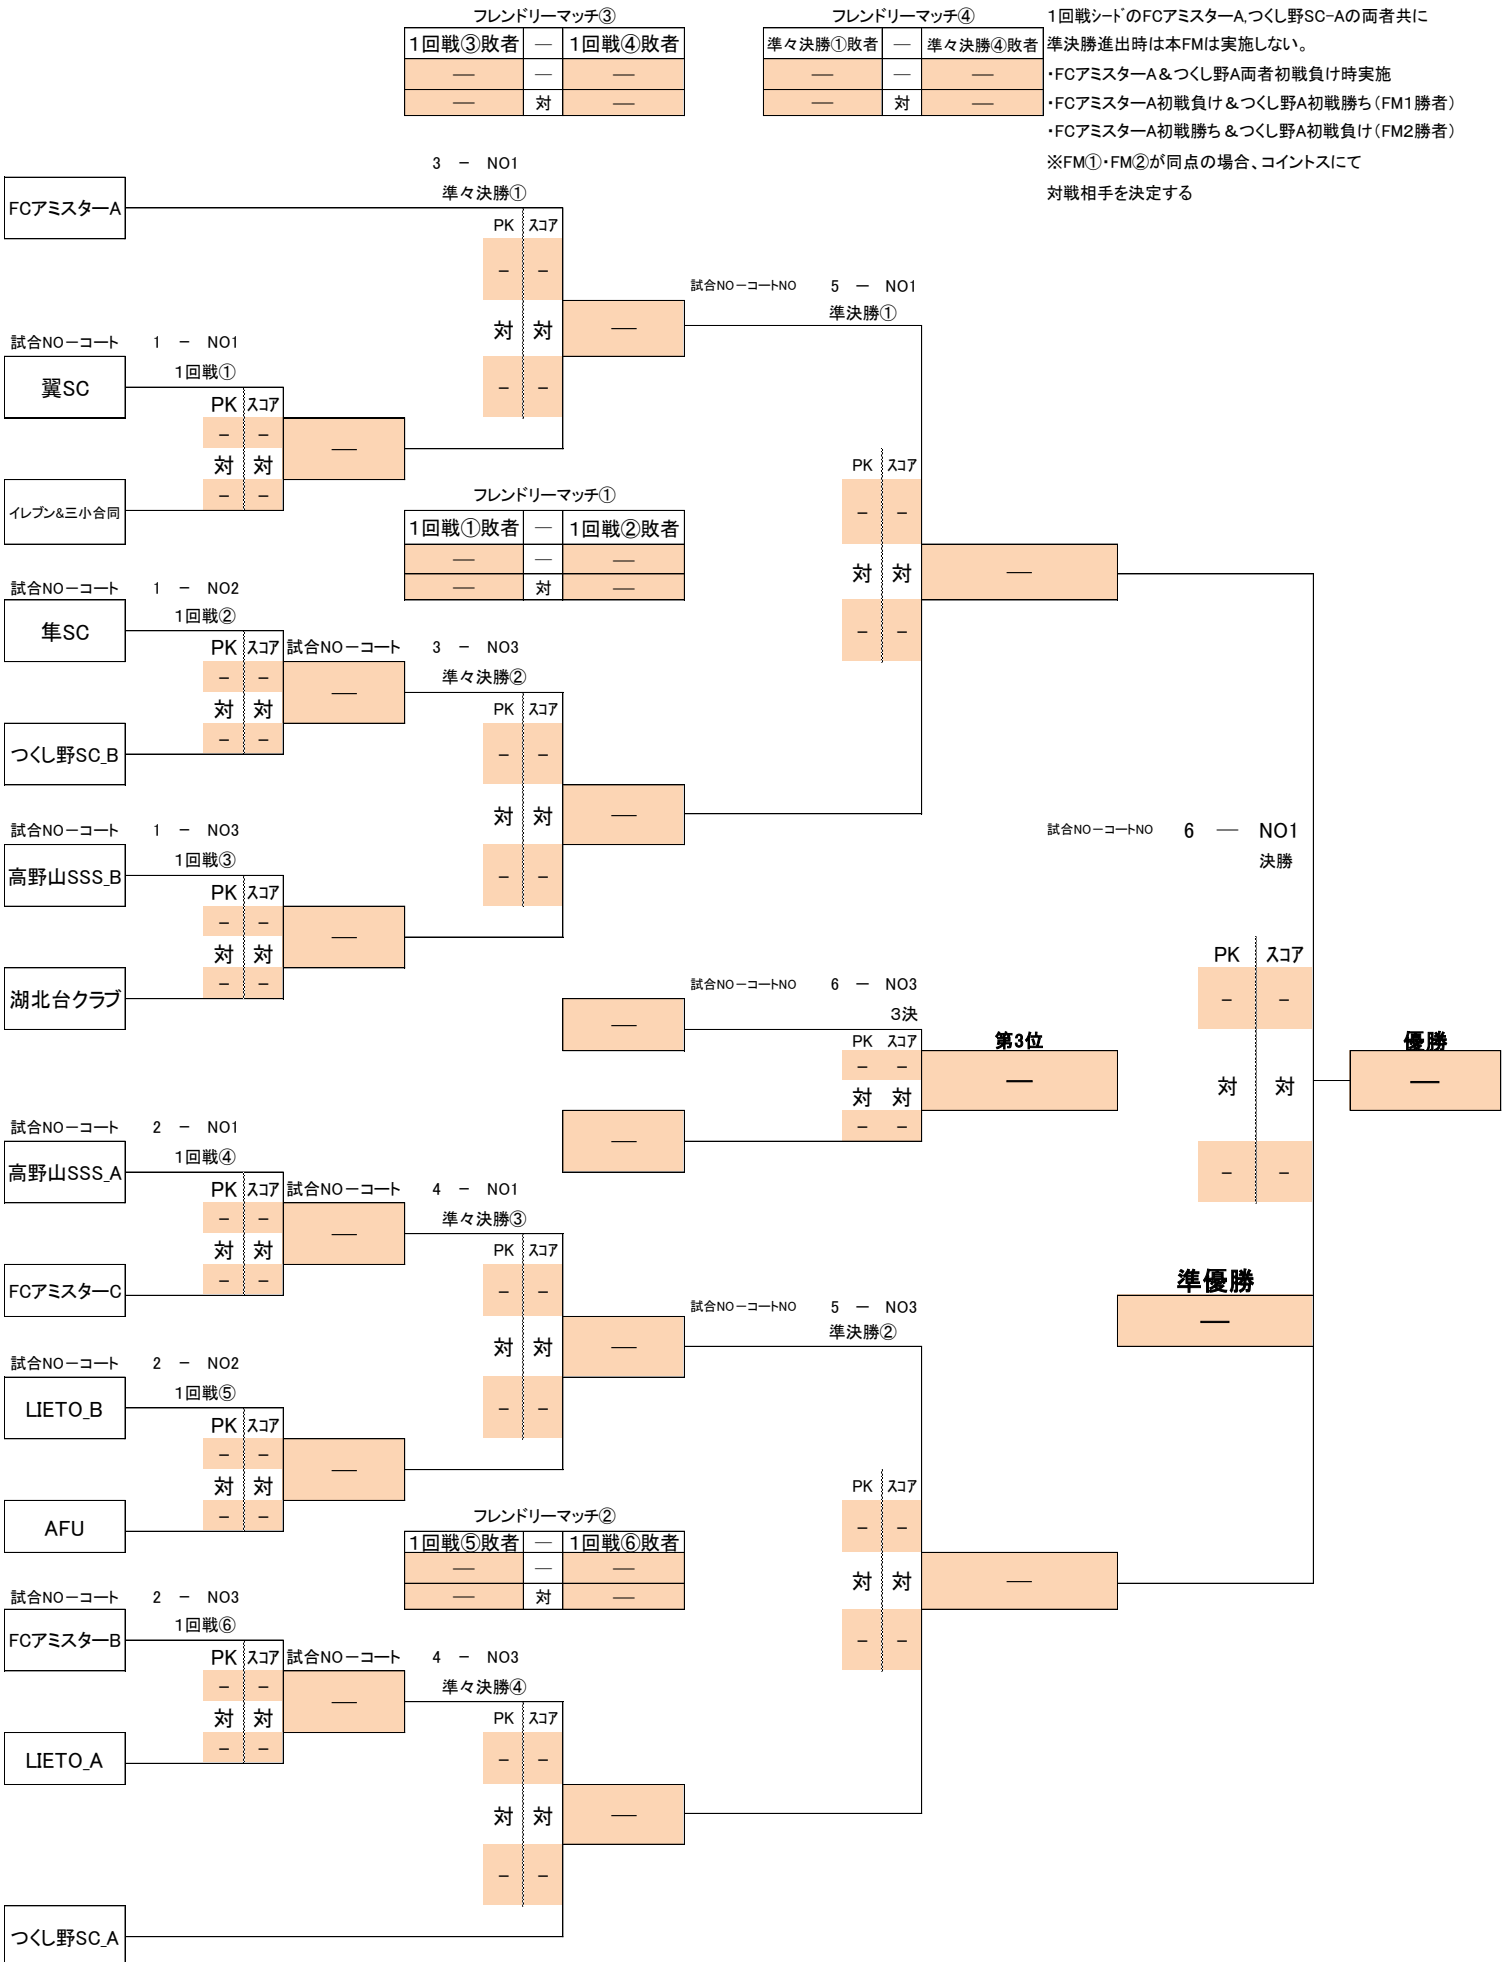 フレンドリーマッチ③
1回戦③敗者 — 1回戦④敗者
— — —
— 対 —
フレンドリーマッチ④
準々決勝①敗者 — 準々決勝④敗者
— — —
— 対 —
1回戦シードのFCアミスターA,つくし野SC-Aの両者共に
準決勝進出時は本FMは実施しない。
・FCアミスターA&つくし野A両者初戦負け時実施
・FCアミスターA初戦負け&つくし野A初戦勝ち(FM1勝者)
・FCアミスターA初戦勝ち&つくし野A初戦負け(FM2勝者)
※FM①・FM②が同点の場合、コイントスにて
対戦相手を決定する
3 － NO1
準々決勝①
FCアミスターA
PK スコア
－ －
対 対
－ －
—
試合NO－コートNO 5 － NO1
準決勝①
試合NO－コート 1 － NO1
1回戦①
翼SC
PK スコア
－ －
対 対
－ －
—
イレブン&三小合同
フレンドリーマッチ①
1回戦①敗者 — 1回戦②敗者
— — —
— 対 —
PK スコア
－ －
対 対
－ －
—
試合NO－コート 1 － NO2
1回戦②
隼SC
PK スコア
－ －
対 対
－ －
—
つくし野SC_B
試合NO－コート 3 － NO3
準々決勝②
PK スコア
－ －
対 対
－ －
—
試合NO－コート 1 － NO3
1回戦③
高野山SSS_B
PK スコア
－ －
対 対
－ －
—
湖北台クラブ
試合NO－コートNO 6 — NO1
決勝
PK スコア
－ －
対 対
－ －
優勝
—
試合NO－コートNO 6 － NO3
3決
—
PK スコア
－ －
対 対
－ －
—
第3位
—
試合NO－コート 2 － NO1
1回戦④
高野山SSS_A
PK スコア
－ －
対 対
－ －
—
FCアミスターC
試合NO－コート 4 － NO1
準々決勝③
PK スコア
－ －
対 対
－ －
—
準優勝
—
試合NO－コートNO 5 － NO3
準決勝②
試合NO－コート 2 － NO2
1回戦⑤
LIETO_B
PK スコア
－ －
対 対
－ －
—
AFU
フレンドリーマッチ②
1回戦⑤敗者 — 1回戦⑥敗者
— — —
— 対 —
PK スコア
－ －
対 対
－ －
—
試合NO－コート 2 － NO3
1回戦⑥
FCアミスターB
PK スコア
－ －
対 対
－ －
—
LIETO_A
試合NO－コート 4 － NO3
準々決勝④
PK スコア
－ －
対 対
－ －
—
つくし野SC_A